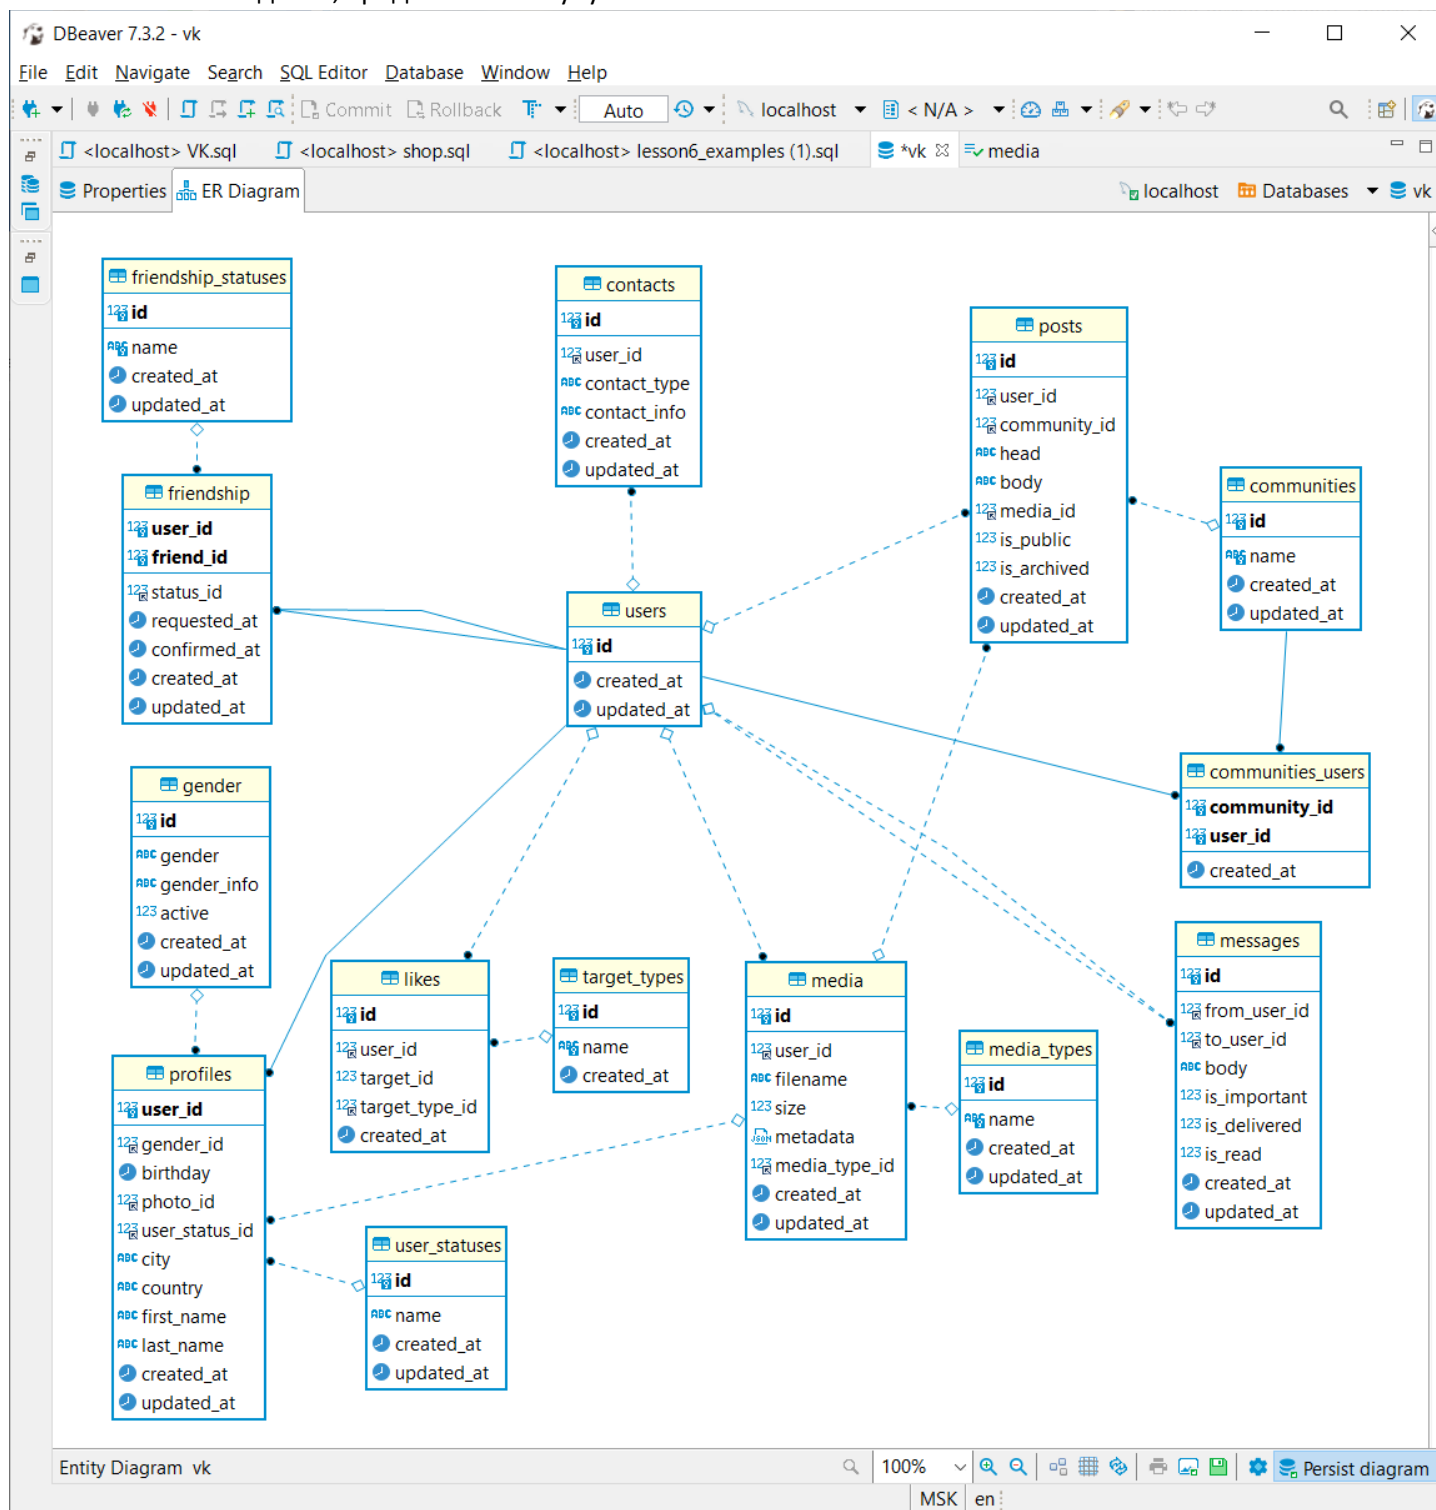 DBeaver 7.3.2 - vk
File Edit Navigate Search SQL Editor Database Window Help
Commit Rollback Auto localhost < N/A >
<localhost> VK.sql <localhost> shop.sql <localhost> lesson6_examples (1).sql *vk media
Properties ER Diagram localhost Databases vk
friendship_statuses
id
name
created_at
updated_at
contacts
id
user_id
contact_type
contact_info
created_at
updated_at
posts
id
user_id
community_id
head
body
media_id
is_public
is_archived
created_at
updated_at
communities
id
name
created_at
updated_at
friendship
user_id
friend_id
status_id
requested_at
confirmed_at
created_at
updated_at
users
id
created_at
updated_at
communities_users
community_id
user_id
created_at
gender
id
gender
gender_info
active
created_at
updated_at
likes
id
user_id
target_id
target_type_id
created_at
target_types
id
name
created_at
media
id
user_id
filename
size
metadata
media_type_id
created_at
updated_at
media_types
id
name
created_at
updated_at
messages
id
from_user_id
to_user_id
body
is_important
is_delivered
is_read
created_at
updated_at
profiles
user_id
gender_id
birthday
photo_id
user_status_id
city
country
first_name
last_name
created_at
updated_at
user_statuses
id
name
created_at
updated_at
Entity Diagram vk 100% Persist diagram
MSK en